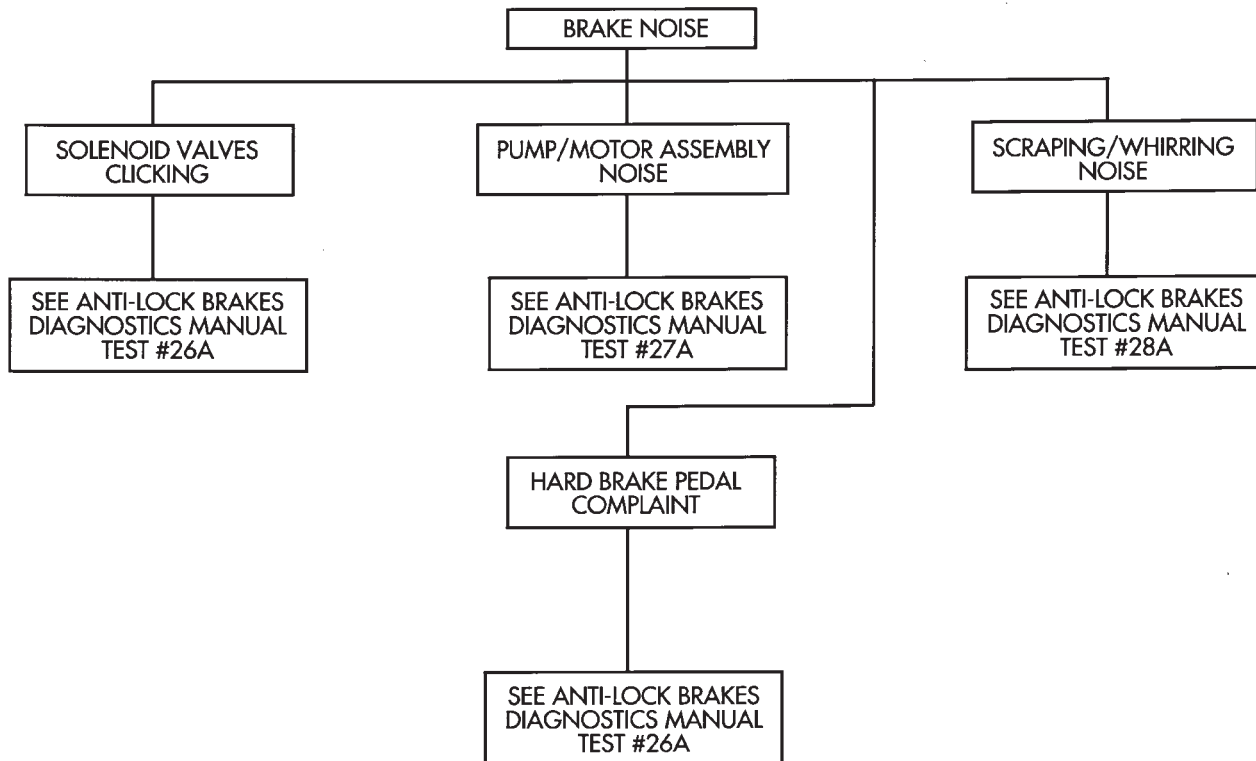 BRAKE NOISE
SOLENOID VALVES
CLICKING
PUMP/MOTOR ASSEMBLY
NOISE
SCRAPING/WHIRRING
NOISE
SEE ANTI-LOCK BRAKES
DIAGNOSTICS MANUAL
TEST #26A
SEE ANTI-LOCK BRAKES
DIAGNOSTICS MANUAL
TEST #27A
SEE ANTI-LOCK BRAKES
DIAGNOSTICS MANUAL
TEST #28A
HARD BRAKE PEDAL
COMPLAINT
SEE ANTI-LOCK BRAKES
DIAGNOSTICS MANUAL
TEST #26A